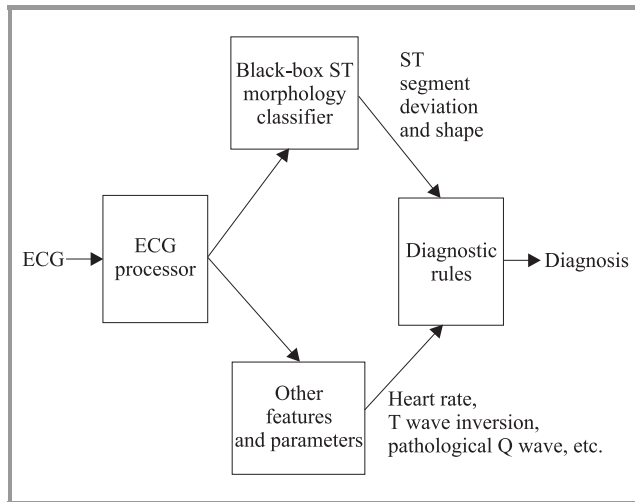 Black-box ST
morphology
classifier
ST
segment
deviation
and shape
ECG
ECG
processor
Diagnostic
rules
Diagnosis
Other
features
and parameters
Heart rate,
T wave inversion,
pathological Q wave, etc.